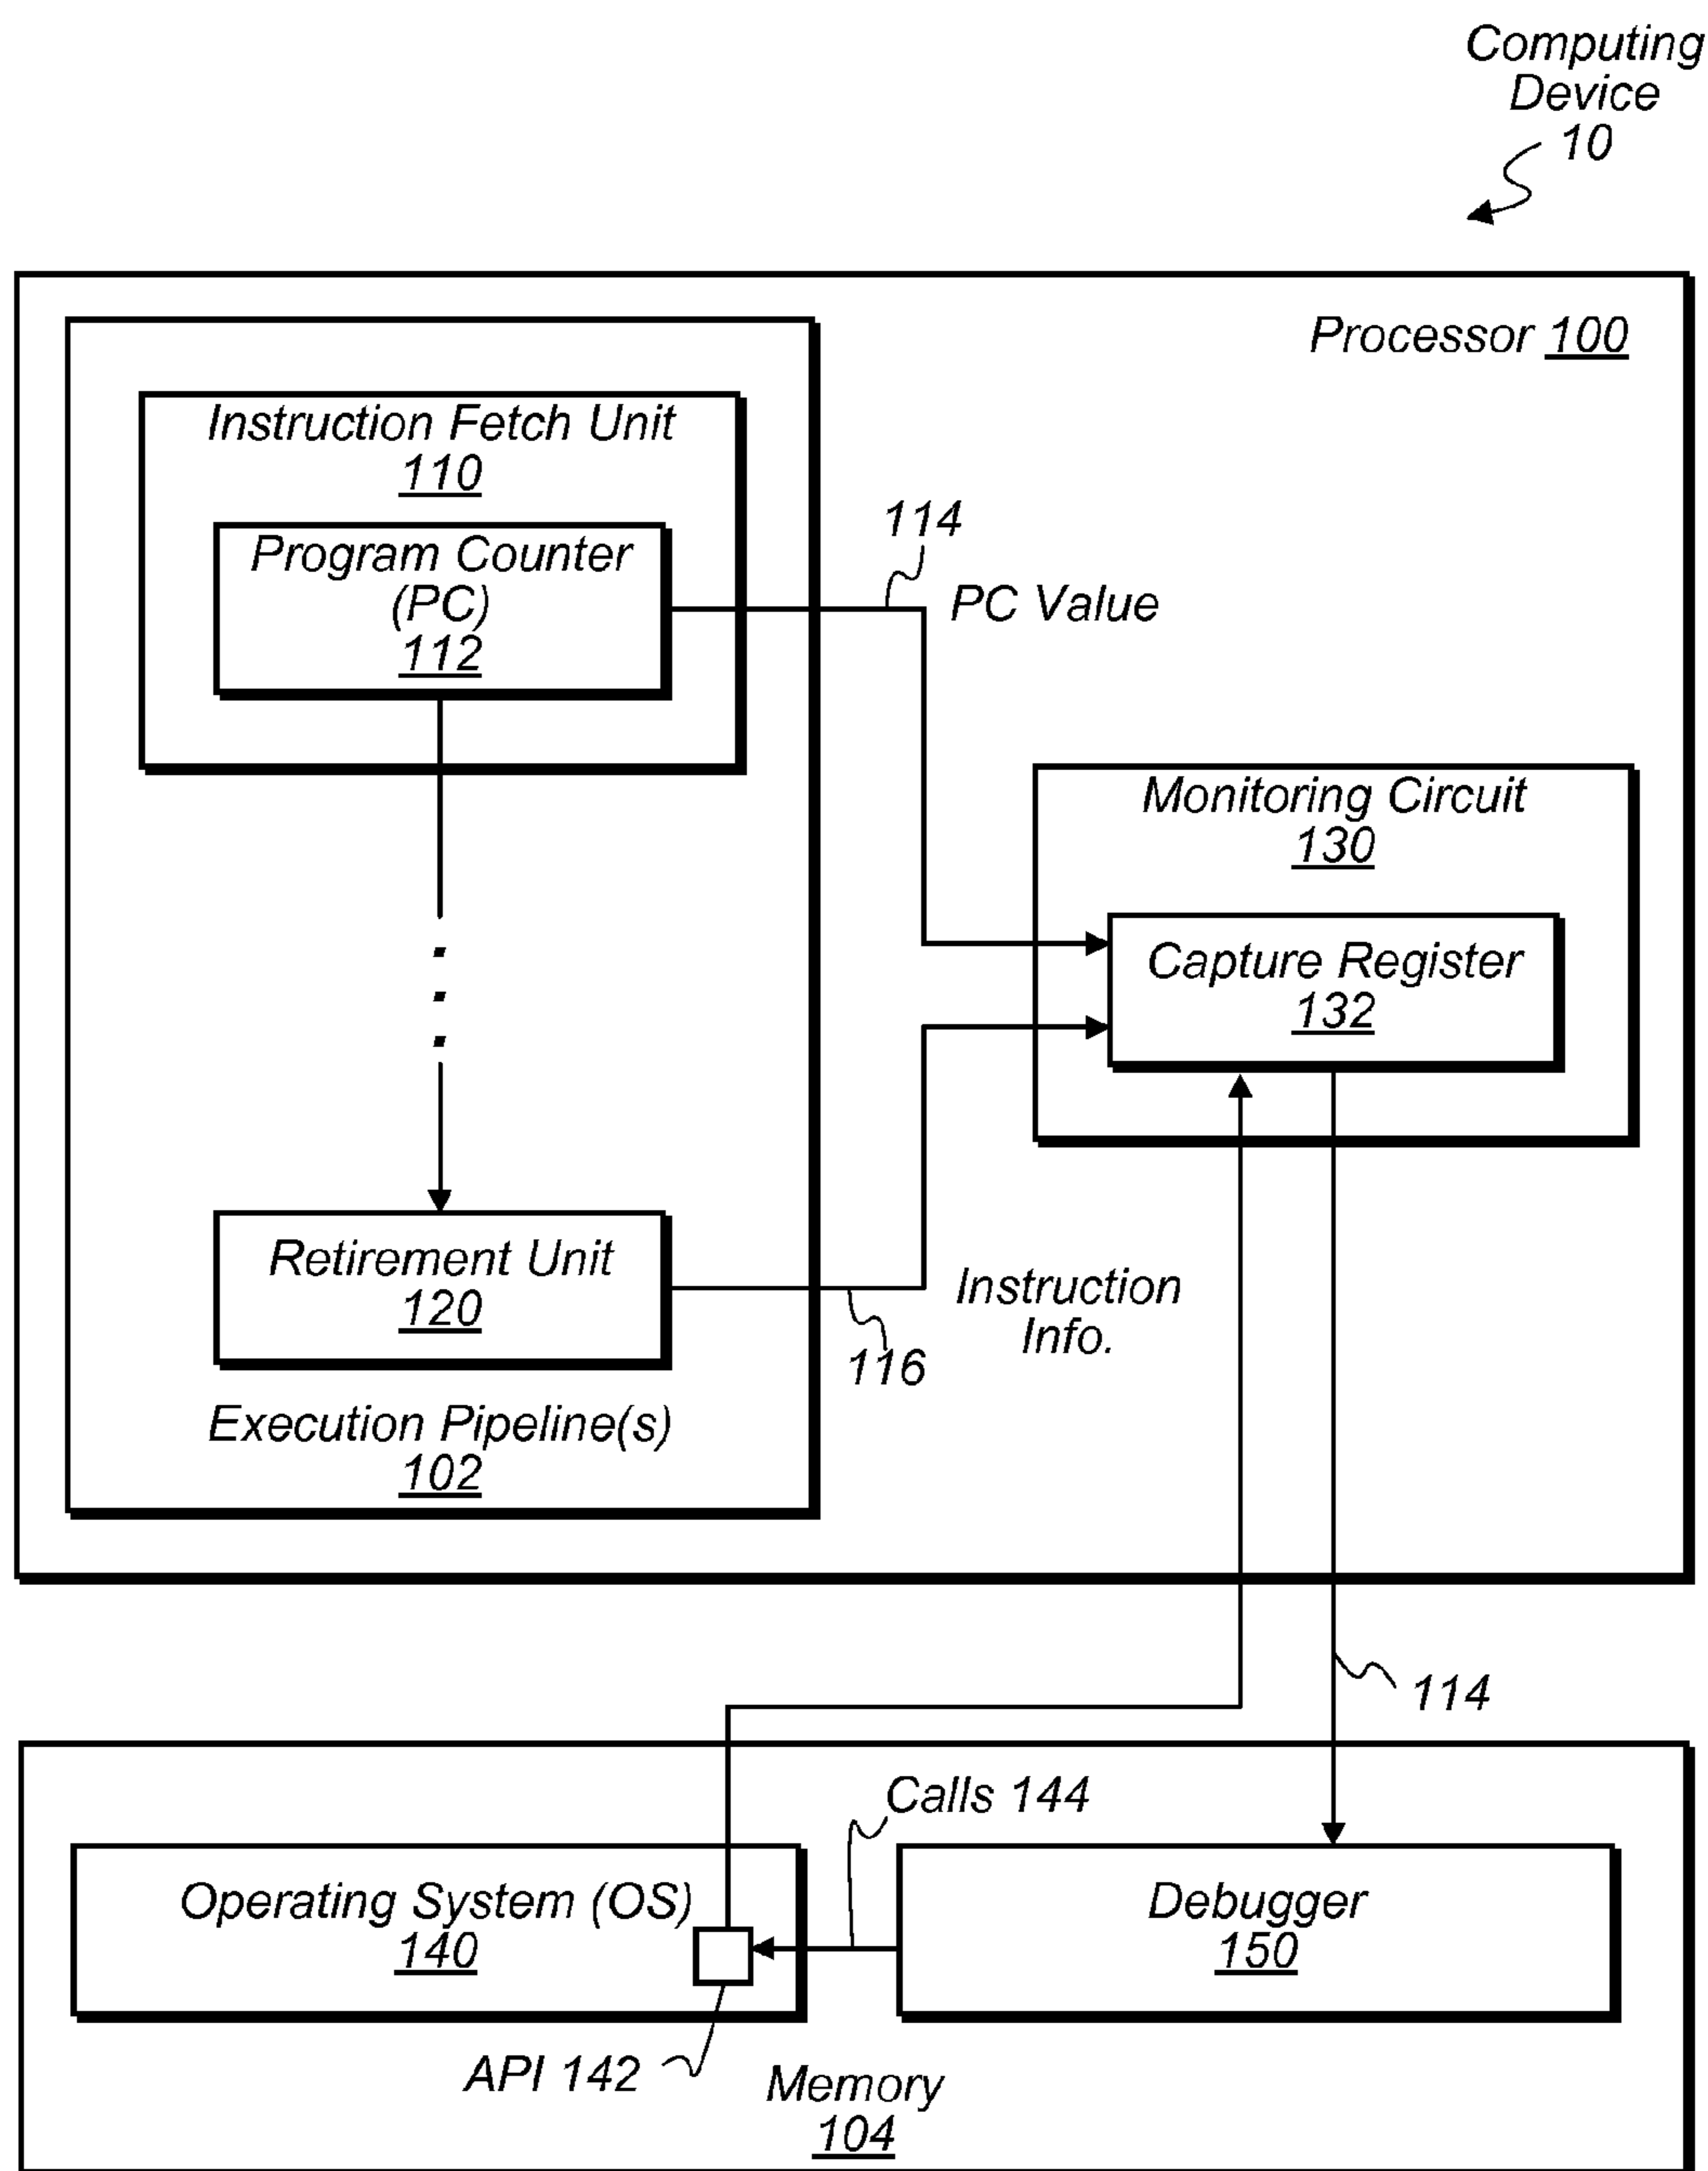 Computing
Device
10
Processor 100
Instruction Fetch Unit
110
Program Counter
(PC)
112
114
PC Value
Monitoring Circuit
130
Capture Register
132
Retirement Unit
120
Instruction
Info.
116
Execution Pipeline(s)
102
114
Calls 144
Operating System (OS)
140
Debugger
150
API 142
Memory
104